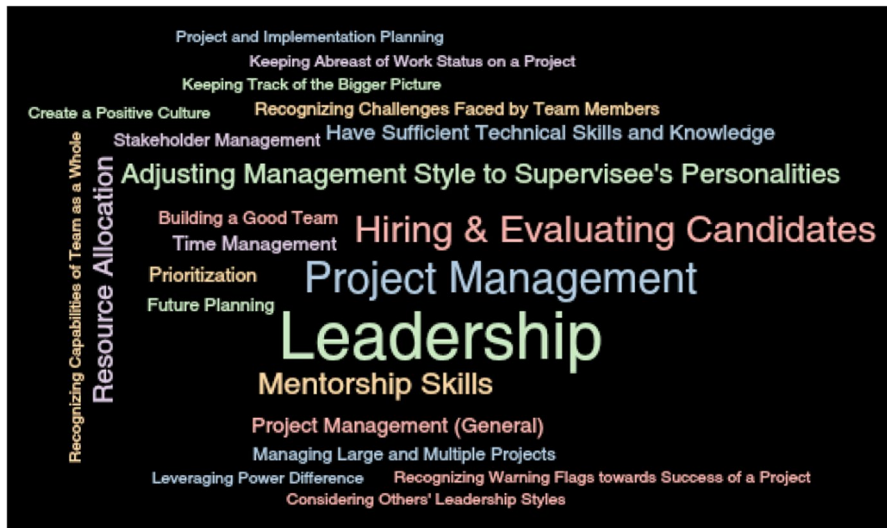 Project and Implementation Planning
Keeping Abreast of Work Status on a Project
Keeping Track of the Bigger Picture
Create a Positive Culture
Recognizing Challenges Faced by Team Members
Stakeholder Management
Have Sufficient Technical Skills and Knowledge
Adjusting Management Style to Supervisee's Personalities
Recognizing Capabilities of Team as a Whole
Resource Allocation
Building a Good Team
Hiring & Evaluating Candidates
Time Management
Prioritization
Project Management
Future Planning
Leadership
Mentorship Skills
Project Management (General)
Managing Large and Multiple Projects
Leveraging Power Difference
Recognizing Warning Flags towards Success of a Project
Considering Others' Leadership Styles